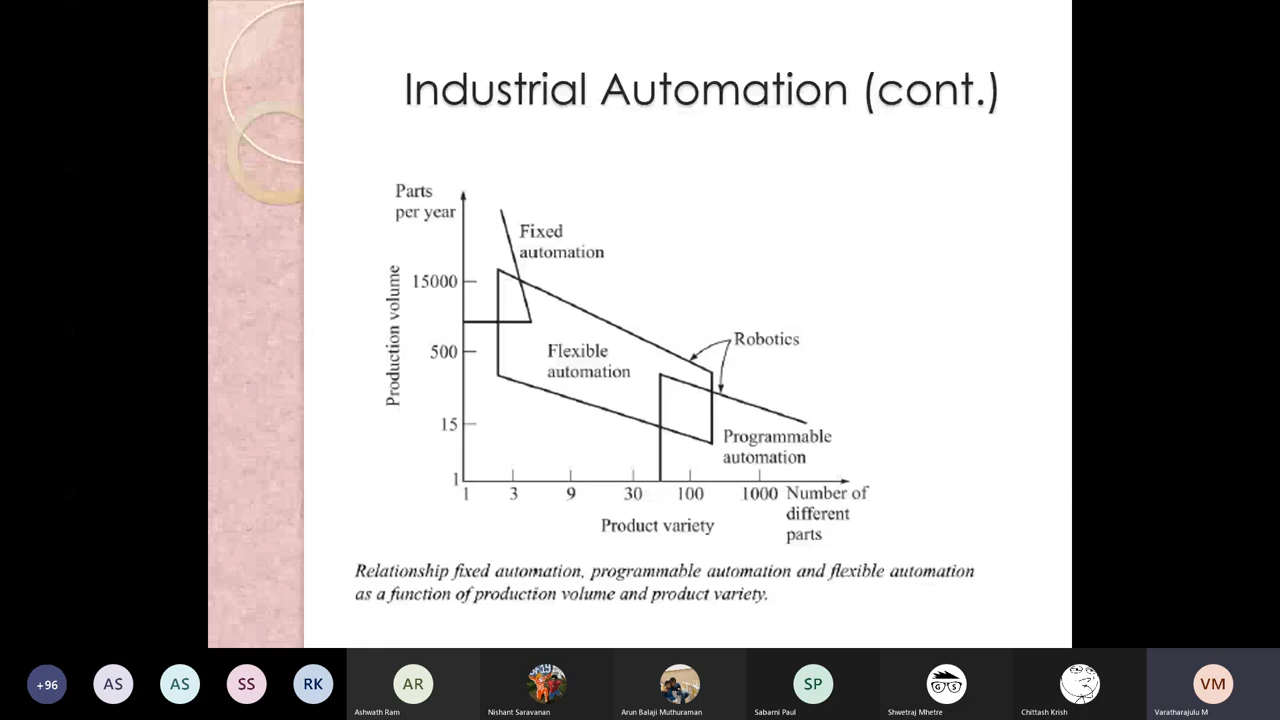 Industrial Automation (cont.)
Parts
per year
Fixed
automation
Production volume
15000
500
15
1
Flexible
automation
Robotics
Programmable
automation
1
3
9
30
100
1000
Number of
different
parts
Product variety
Relationship fixed automation, programmable automation and flexible automation
as a function of production volume and product variety.
+96
AS
AS
SS
RK
AR
SP
GS
VM
Ashwath Ram
Nishant Saravanan
Arun Balaji Muthuraman
Sabarni Paul
Shwetraj Mhetre
Chittash Krish
Varatharajulu M